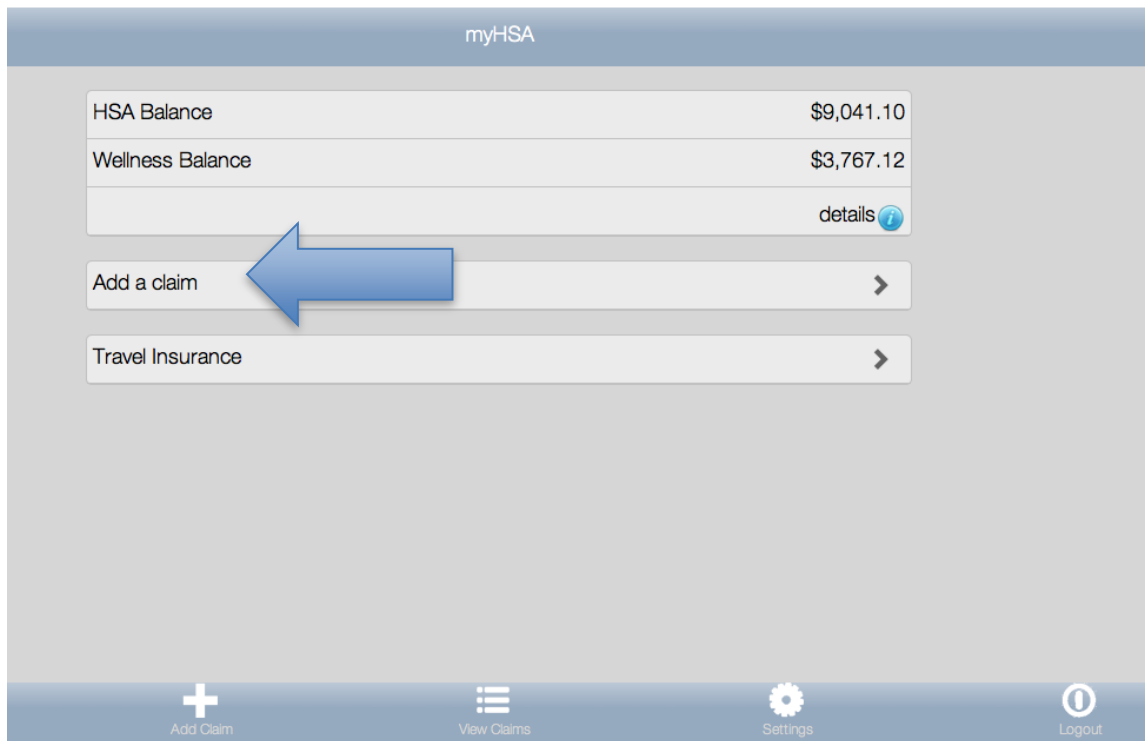 myHSA
HSA Balance $9,041.10
Wellness Balance $3,767.12
details
Add a claim
Travel Insurance
Add Claim View Claims Settings Logout